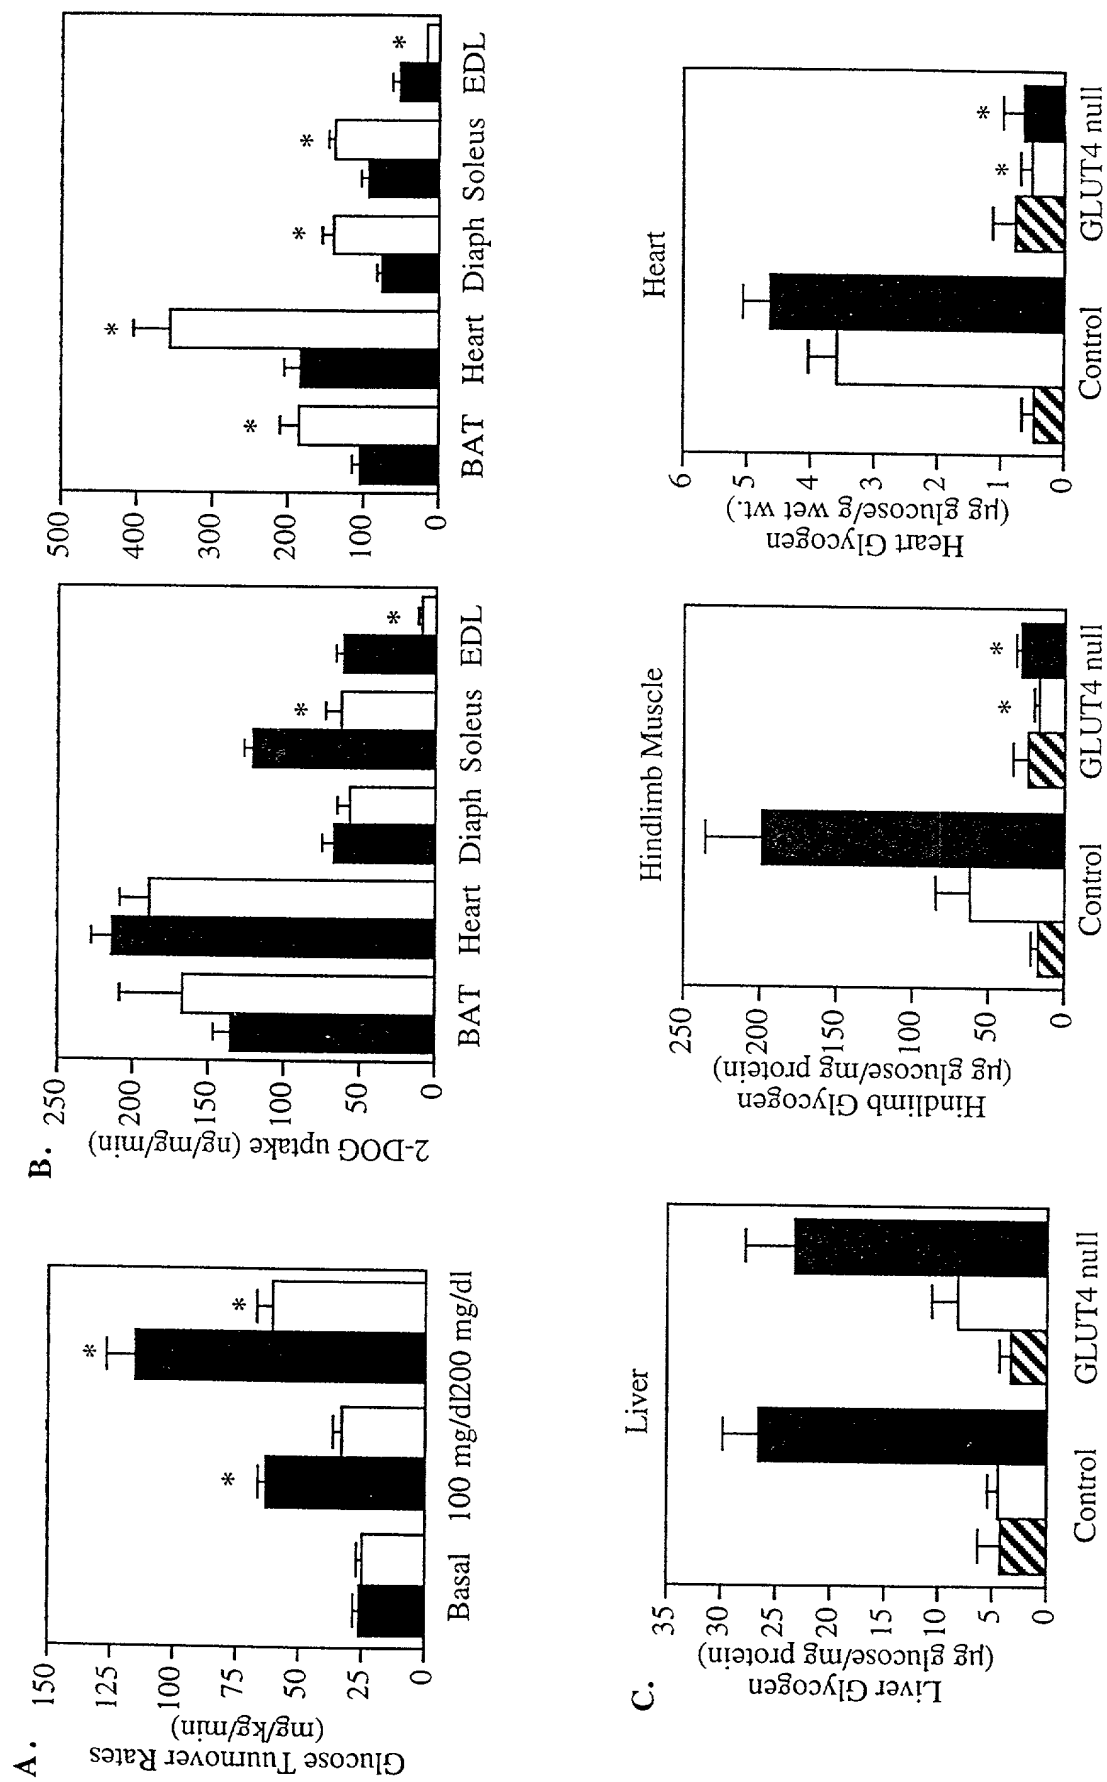 A.
Glucose Tuurnover Rates
(mg/kg/min)
150
125
100
75
50
25
0
Basal 100 mg/dl 200 mg/dl
*
*
*
B.
2-DOG uptake (ng/mg/min)
250
200
150
100
50
0
BAT Heart Diaph Soleus EDL
*
*
500
400
300
200
100
0
BAT Heart Diaph Soleus EDL
*
*
*
*
*
C.
Liver
Liver Glycogen
(µg glucose/mg protein)
35
30
25
20
15
10
5
0
Control GLUT4 null
Hindlimb Muscle
Hindlimb Glycogen
(µg glucose/mg protein)
250
200
150
100
50
0
Control GLUT4 null
*
*
Heart
Heart Glycogen
(µg glucose/g wet wt.)
6
5
4
3
2
1
0
Control GLUT4 null
*
*